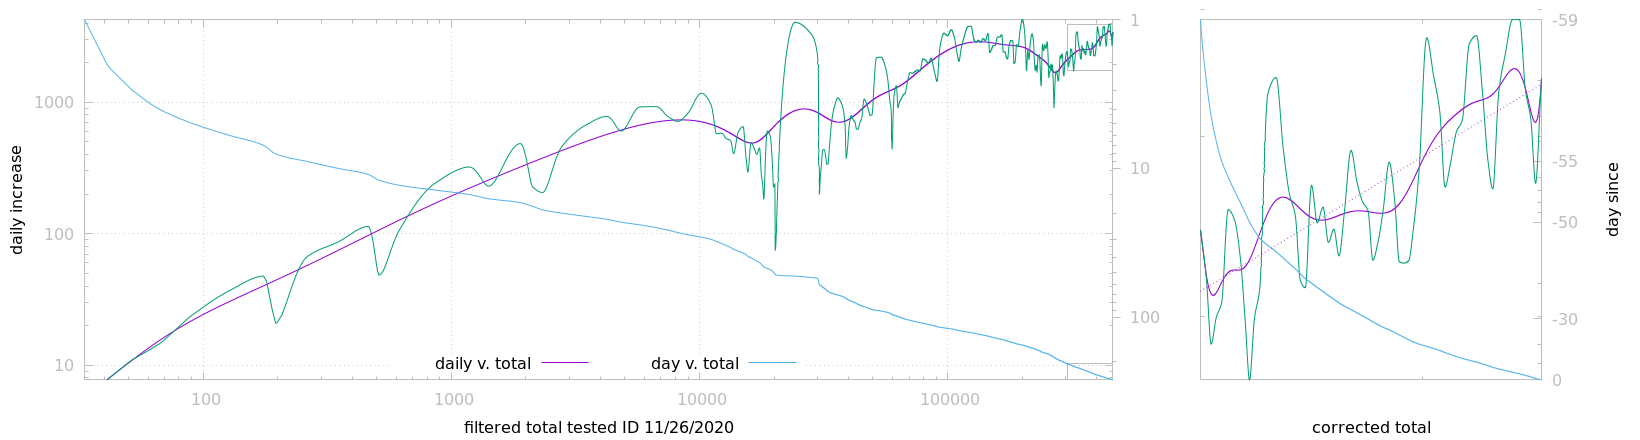 daily increase
1000
100
10
100
1000
10000
100000
1
10
100
daily v. total
day v. total
filtered total tested ID 11/26/2020
-59
-55
-50
-30
0
day since
corrected total